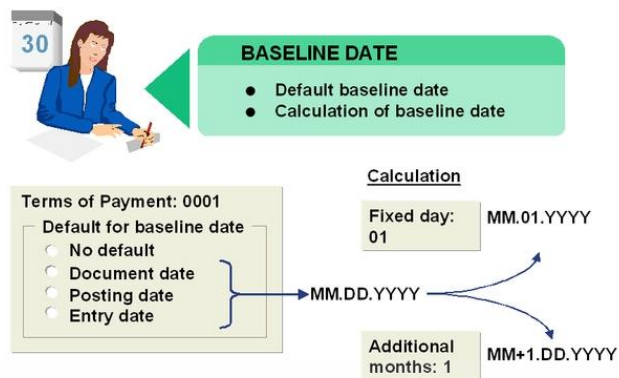 30
BASELINE DATE
● Default baseline date
● Calculation of baseline date
Calculation
Terms of Payment: 0001
Default for baseline date
No default
Document date
Posting date
Entry date
Fixed day:
01
MM.01.YYYY
MM.DD.YYYY
Additional
months: 1
MM+1.DD.YYYY